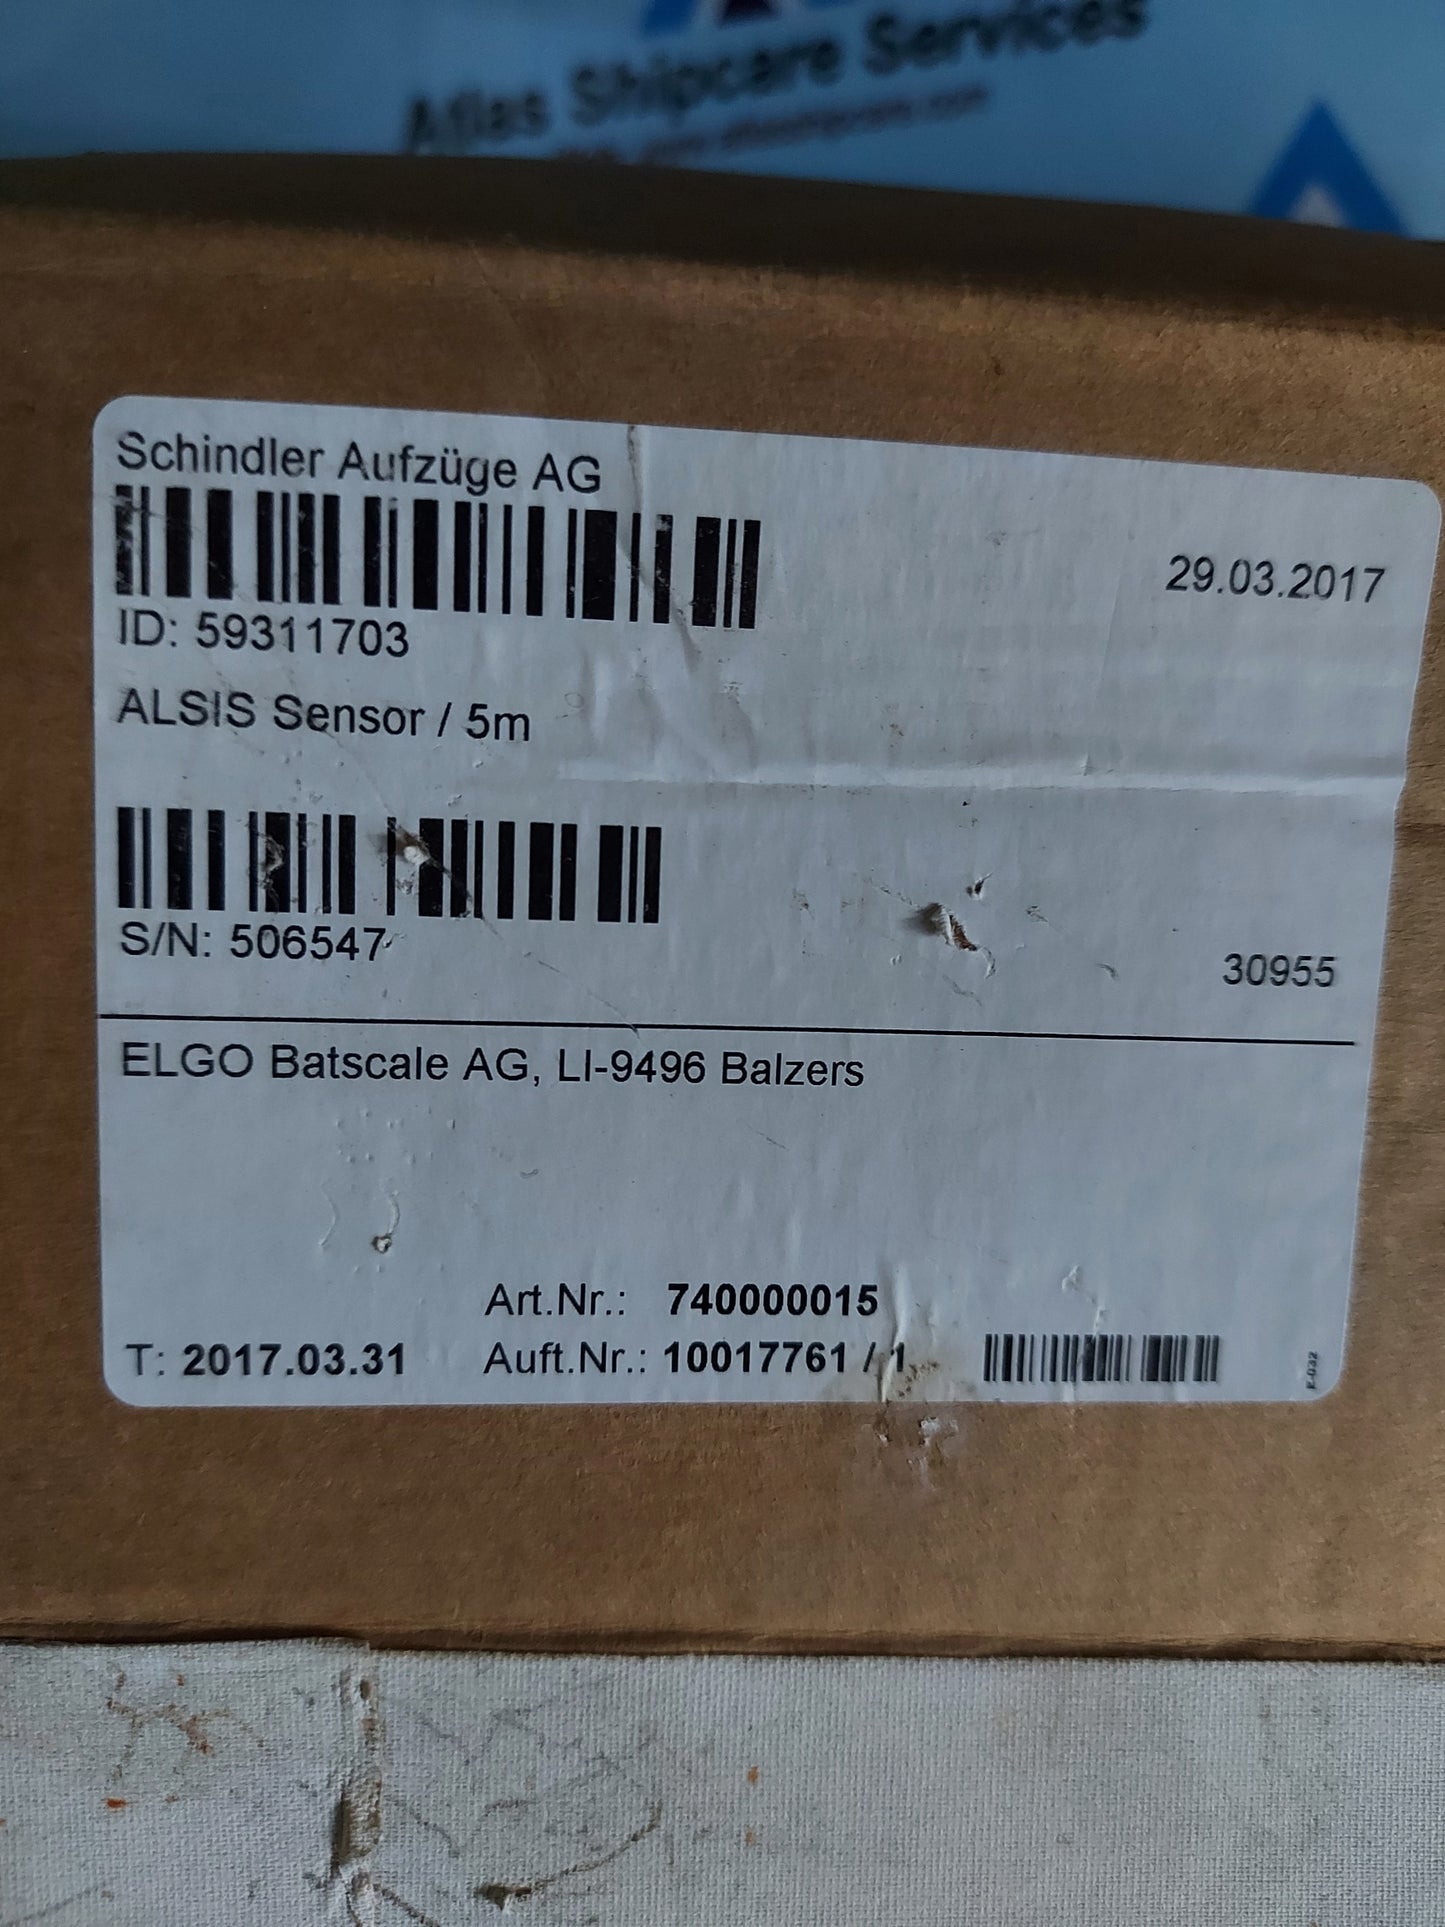 Atlas Shipcare Services
Schindler Aufzüge AG
29.03.2017
ID: 59311703
ALSIS Sensor / 5m
S/N: 506547
30955
ELGO Batscale AG, LI-9496 Balzers
Art.Nr.: 740000015
T: 2017.03.31 Auft.Nr.: 10017761 / 1
E-032